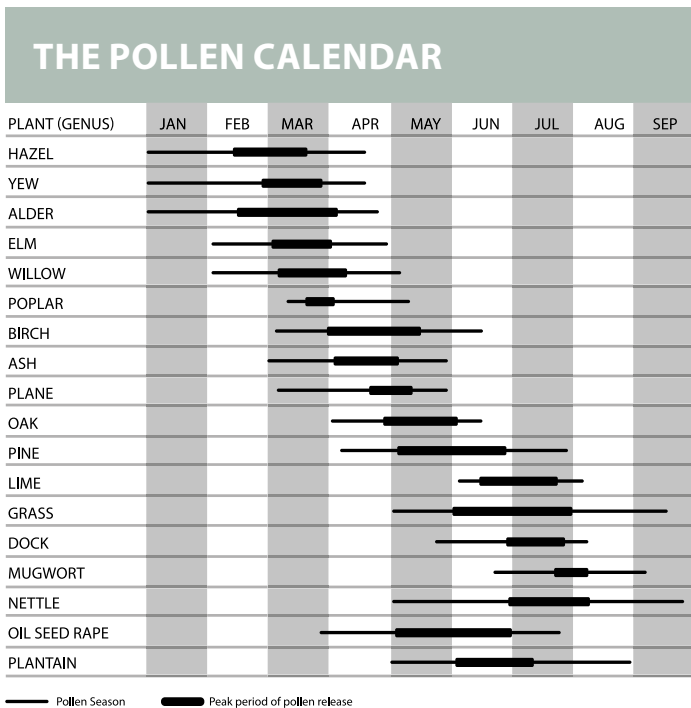 THE POLLEN CALENDAR
PLANT (GENUS) JAN FEB MAR APR MAY JUN JUL AUG SEP
HAZEL
YEW
ALDER
ELM
WILLOW
POPLAR
BIRCH
ASH
PLANE
OAK
PINE
LIME
GRASS
DOCK
MUGWORT
NETTLE
OIL SEED RAPE
PLANTAIN
Pollen Season Peak period of pollen release